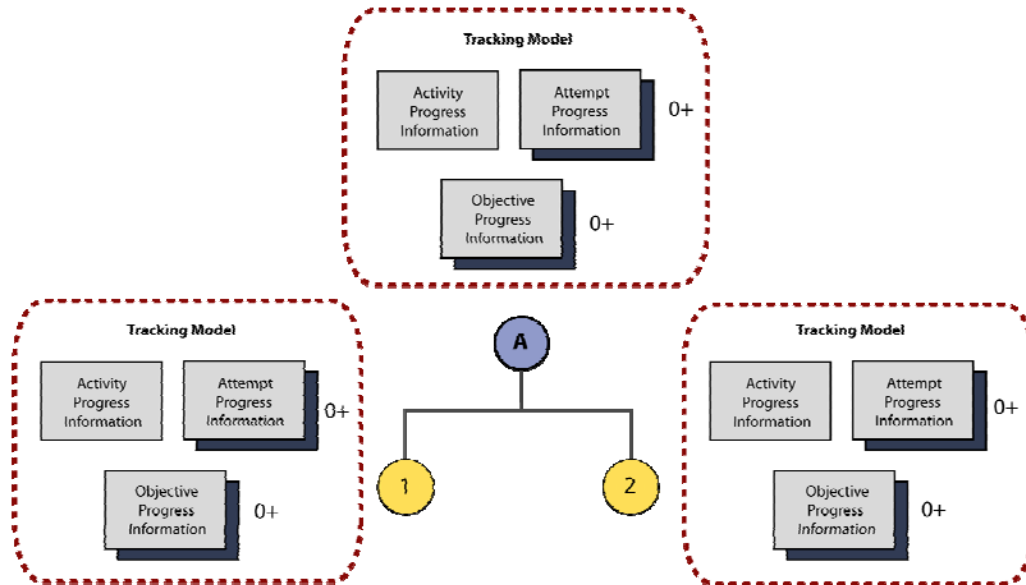 Tracking Model
Activity
Progress
Information
Attempt
Progress
Information
0+
Objective
Progress
Information
0+
A
Tracking Model
Activity
Progress
Information
Attempt
Progress
Information
0+
Objective
Progress
Information
0+
1
2
Tracking Model
Activity
Progress
Information
Attempt
Progress
Information
0+
Objective
Progress
Information
0+